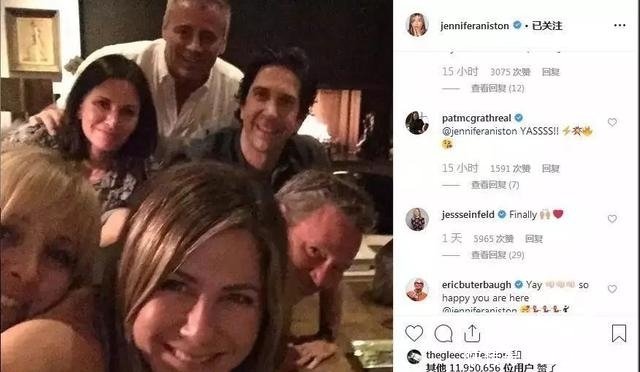 jenniferaniston • 已关注
15 小时 3075 次赞 回复
—— 查看回复 (12)
patmcgrathreal
@jenniferaniston YASSSS!! ⚡💥🔥
😘
15 小时 1591 次赞 回复
—— 查看回复 (7)
jessseinfeld Finally 🙌🏻❤️
1 天 5965 次赞 回复
—— 查看回复 (29)
ericbuterbaugh Yay 👏🏻👏🏻👏🏻 so
happy you are here
@jenniferaniston
和
其他 11,950,656 位用户 赞了